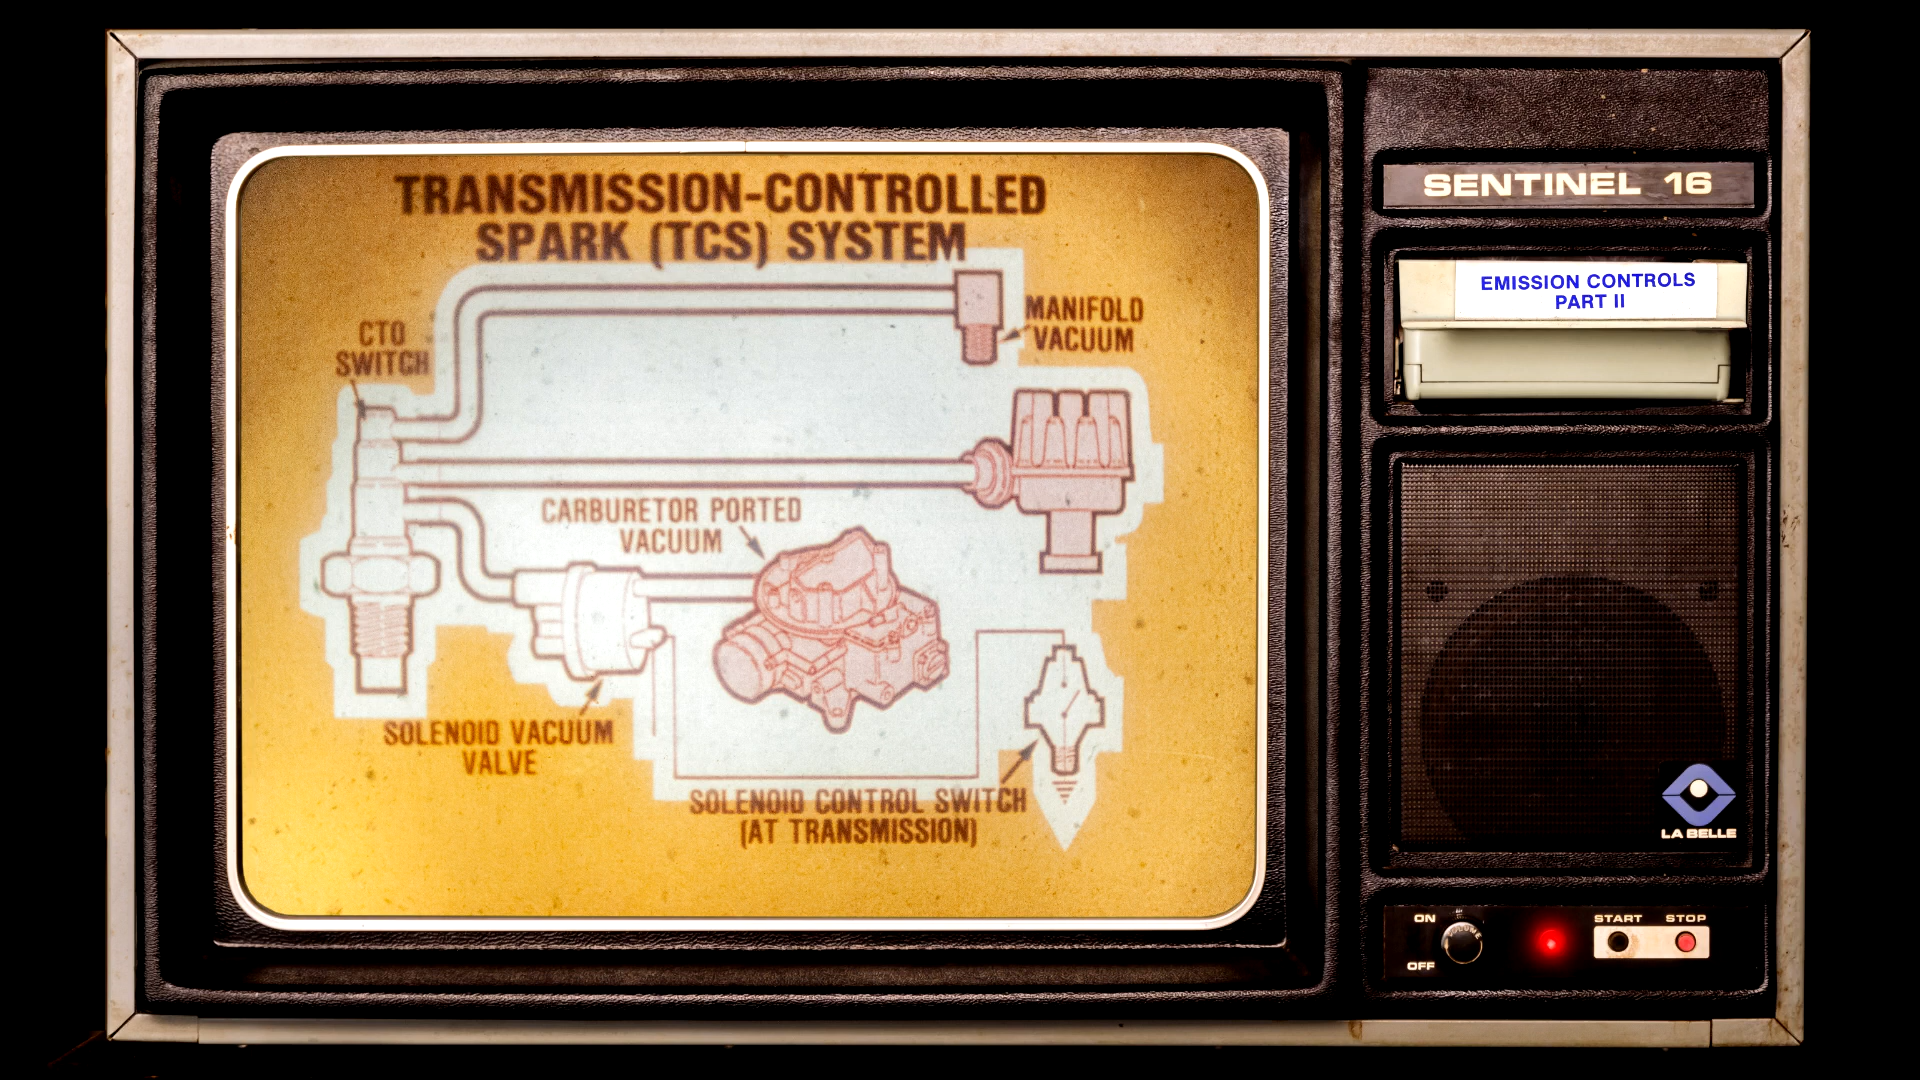 TRANSMISSION-CONTROLLED
SPARK (TCS) SYSTEM
CTO
SWITCH
MANIFOLD
VACUUM
CARBURETOR PORTED
VACUUM
SOLENOID VACUUM
VALVE
SOLENOID CONTROL SWITCH
(AT TRANSMISSION)
SENTINEL 16
EMISSION CONTROLS
PART II
LA BELLE
ON
OFF
VOLUME
START STOP